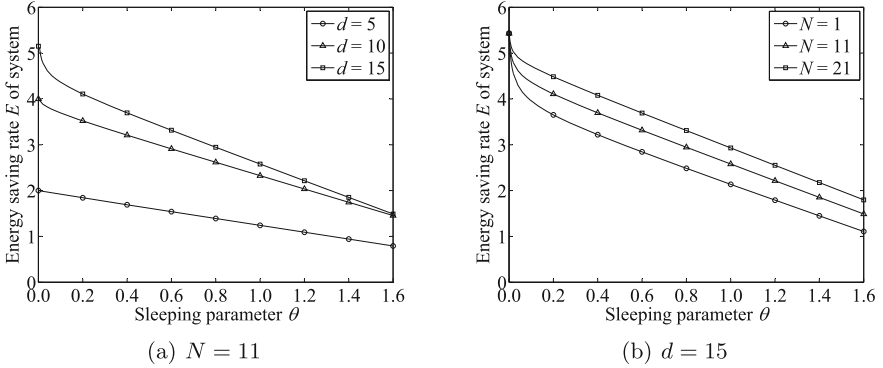 Energy saving rate E of system
6
5
4
3
2
1
0
d = 5
d = 10
d = 15
0.0 0.2 0.4 0.6 0.8 1.0 1.2 1.4 1.6
Sleeping parameter θ
(a) N = 11
Energy saving rate E of system
6
5
4
3
2
1
0
N = 1
N = 11
N = 21
0.0 0.2 0.4 0.6 0.8 1.0 1.2 1.4 1.6
Sleeping parameter θ
(b) d = 15